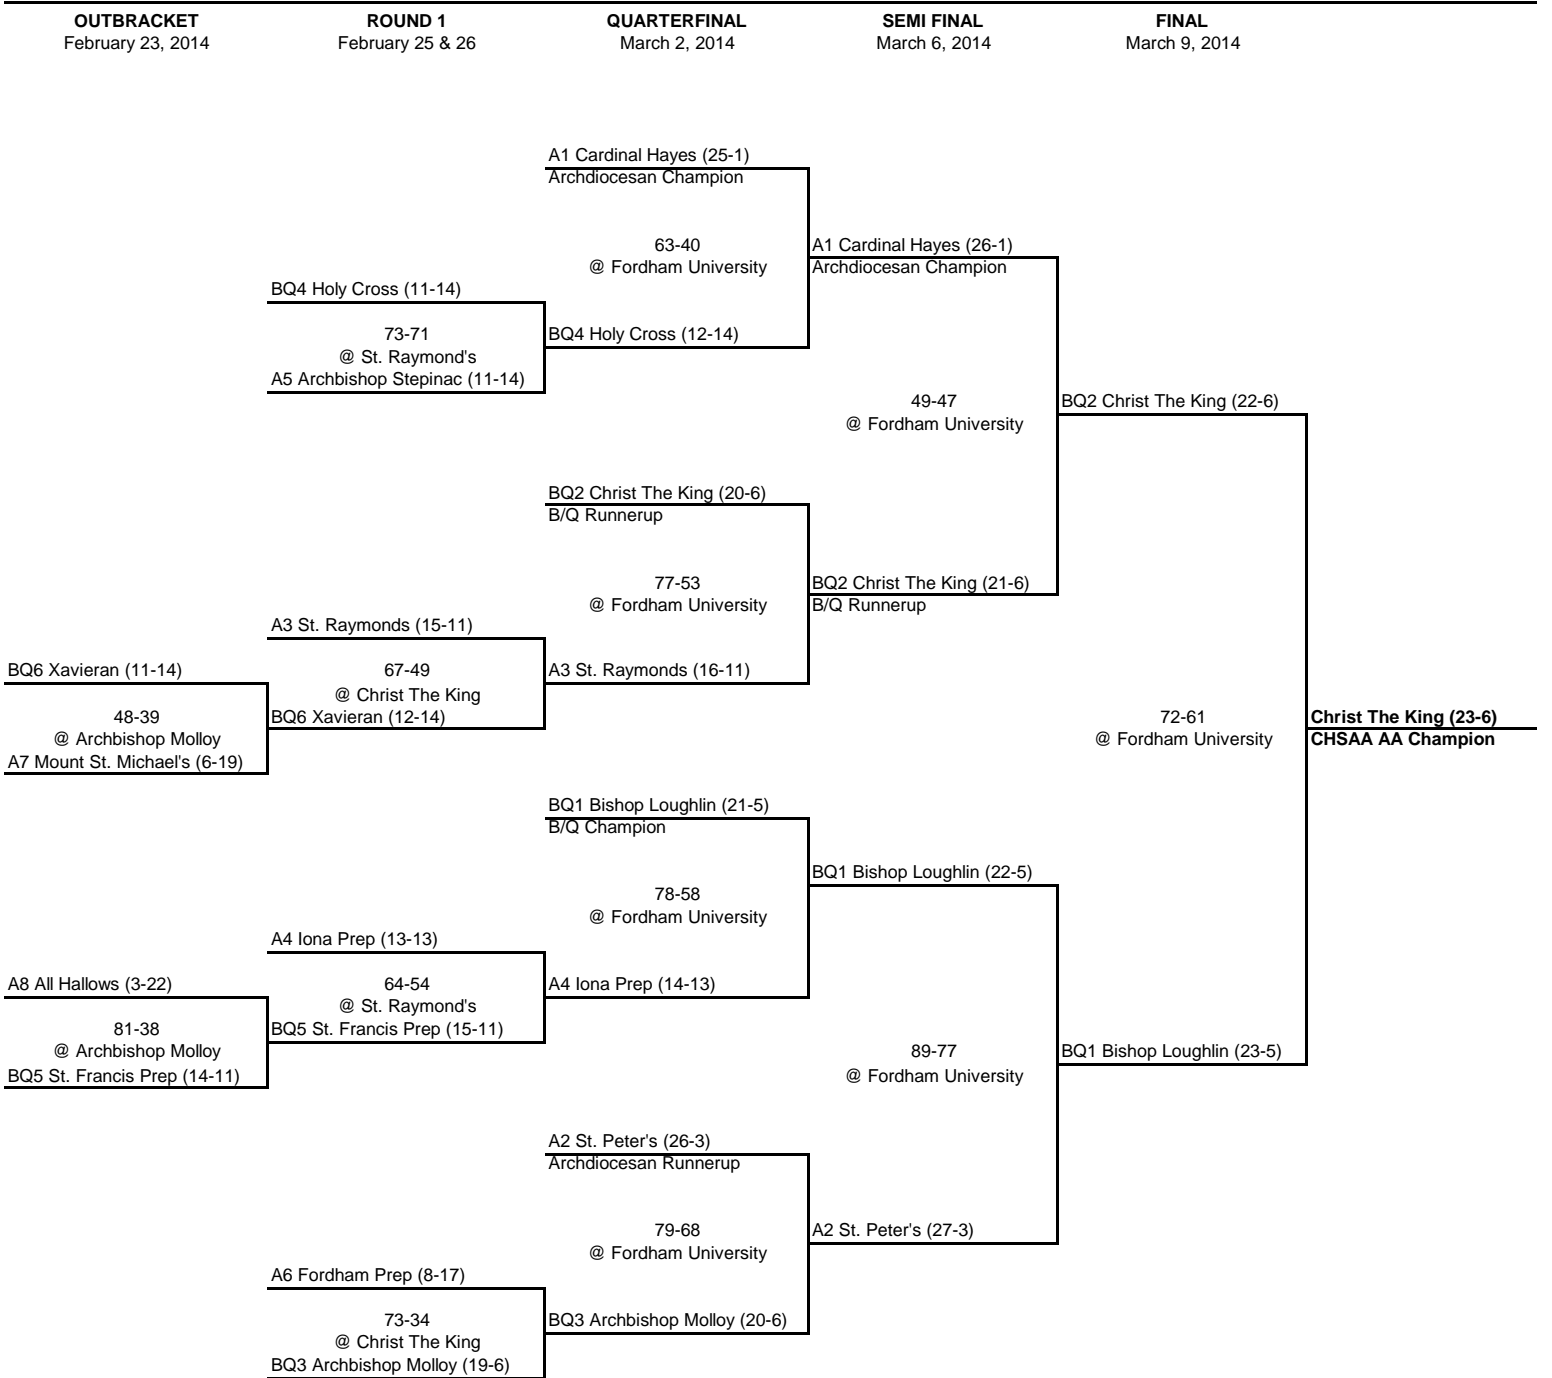 OUTBRACKET
February 23, 2014
ROUND 1
February 25 & 26
QUARTERFINAL
March 2, 2014
SEMI FINAL
March 6, 2014
FINAL
March 9, 2014
A1 Cardinal Hayes (25-1)
Archdiocesan Champion
63-40
@ Fordham University
A1 Cardinal Hayes (26-1)
Archdiocesan Champion
BQ4 Holy Cross (11-14)
73-71
@ St. Raymond's
A5 Archbishop Stepinac (11-14)
BQ4 Holy Cross (12-14)
49-47
@ Fordham University
BQ2 Christ The King (22-6)
BQ2 Christ The King (20-6)
B/Q Runnerup
77-53
@ Fordham University
BQ2 Christ The King (21-6)
B/Q Runnerup
A3 St. Raymonds (15-11)
BQ6 Xavieran (11-14)
67-49
@ Christ The King
A3 St. Raymonds (16-11)
48-39
@ Archbishop Molloy
A7 Mount St. Michael's (6-19)
BQ6 Xavieran (12-14)
72-61
@ Fordham University
Christ The King (23-6)
CHSAA AA Champion
BQ1 Bishop Loughlin (21-5)
B/Q Champion
78-58
@ Fordham University
BQ1 Bishop Loughlin (22-5)
A4 Iona Prep (13-13)
A8 All Hallows (3-22)
64-54
@ St. Raymond's
A4 Iona Prep (14-13)
81-38
@ Archbishop Molloy
BQ5 St. Francis Prep (14-11)
BQ5 St. Francis Prep (15-11)
89-77
@ Fordham University
BQ1 Bishop Loughlin (23-5)
A2 St. Peter's (26-3)
Archdiocesan Runnerup
79-68
@ Fordham University
A2 St. Peter's (27-3)
A6 Fordham Prep (8-17)
73-34
@ Christ The King
BQ3 Archbishop Molloy (19-6)
BQ3 Archbishop Molloy (20-6)